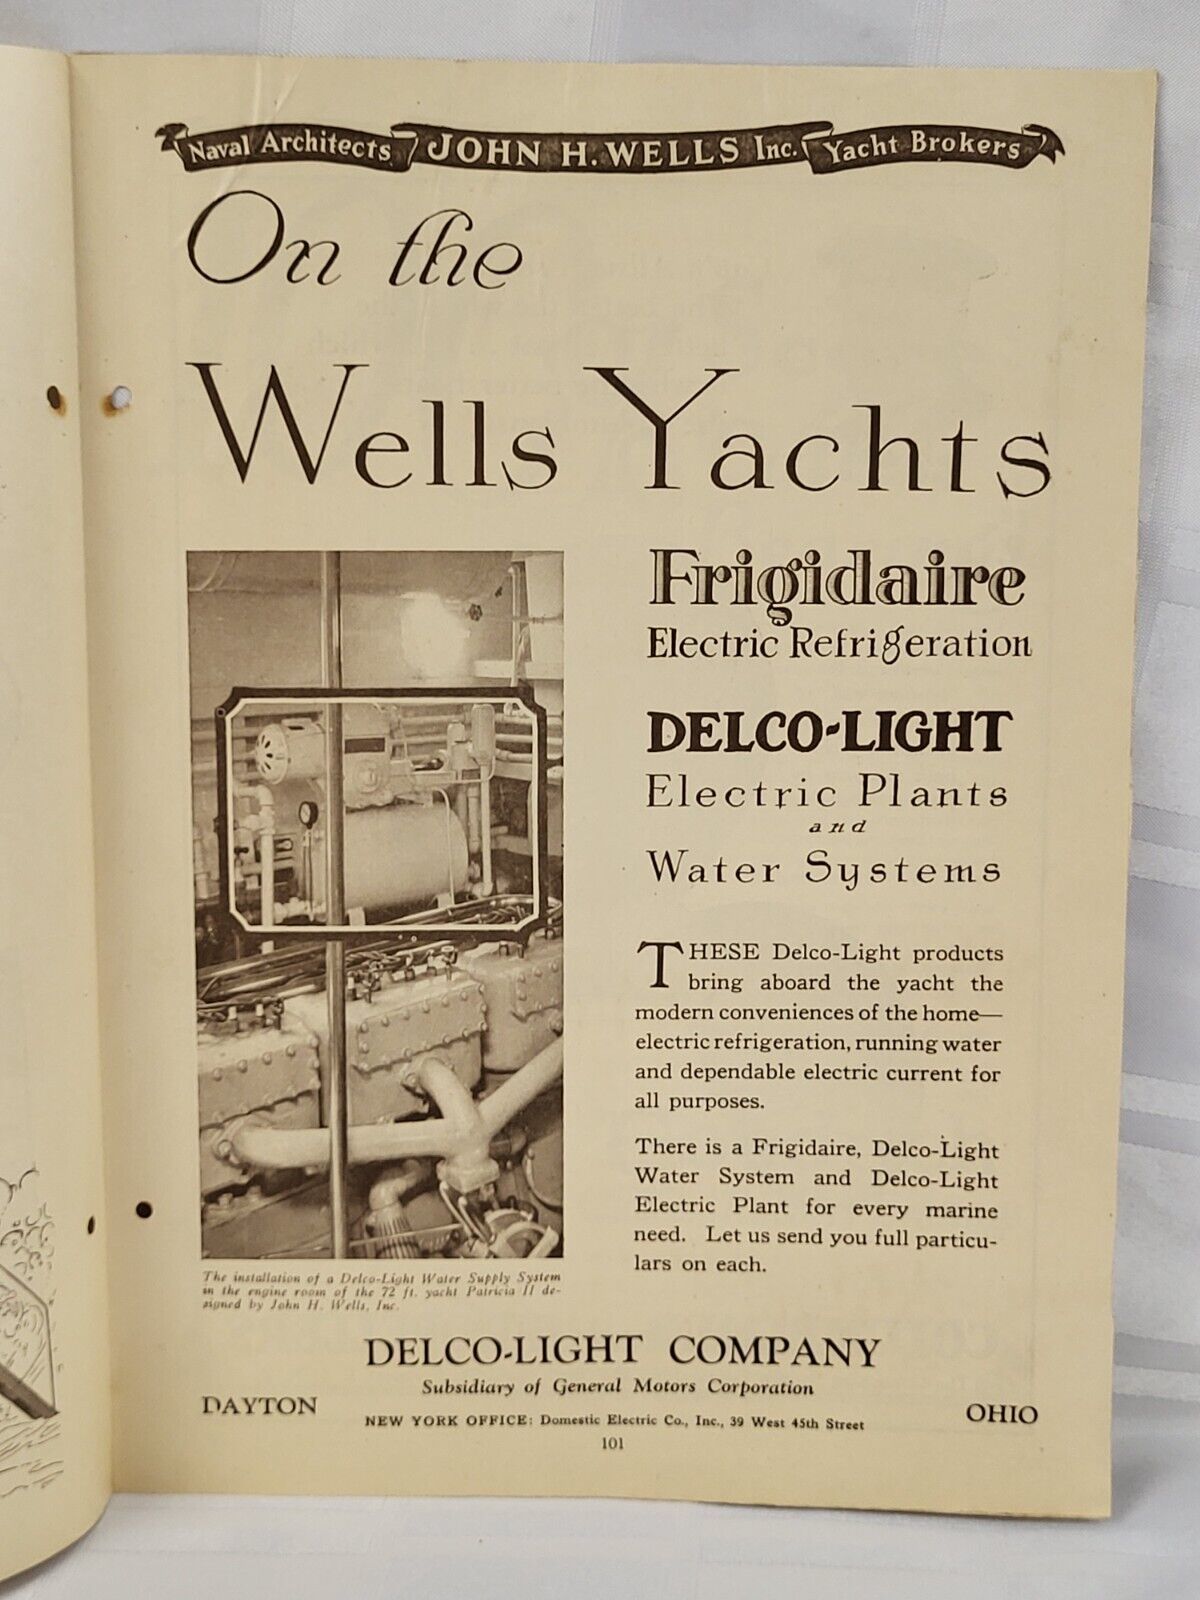 Naval Architects JOHN H. WELLS Inc. Yacht Brokers
On the
Wells Yachts
Frigidaire
Electric Refrigeration
DELCO-LIGHT
Electric Plants
and
Water Systems
THESE Delco-Light products
bring aboard the yacht the
modern conveniences of the home—
electric refrigeration, running water
and dependable electric current for
all purposes.
There is a Frigidaire, Delco-Light
Water System and Delco-Light
Electric Plant for every marine
need. Let us send you full particu-
lars on each.
The installation of a Delco-Light Water Supply System
in the engine room of the 72 ft. yacht Patricia II de-
signed by John H. Wells, Inc.
DELCO-LIGHT COMPANY
Subsidiary of General Motors Corporation
DAYTON
OHIO
NEW YORK OFFICE: Domestic Electric Co., Inc., 39 West 45th Street
101